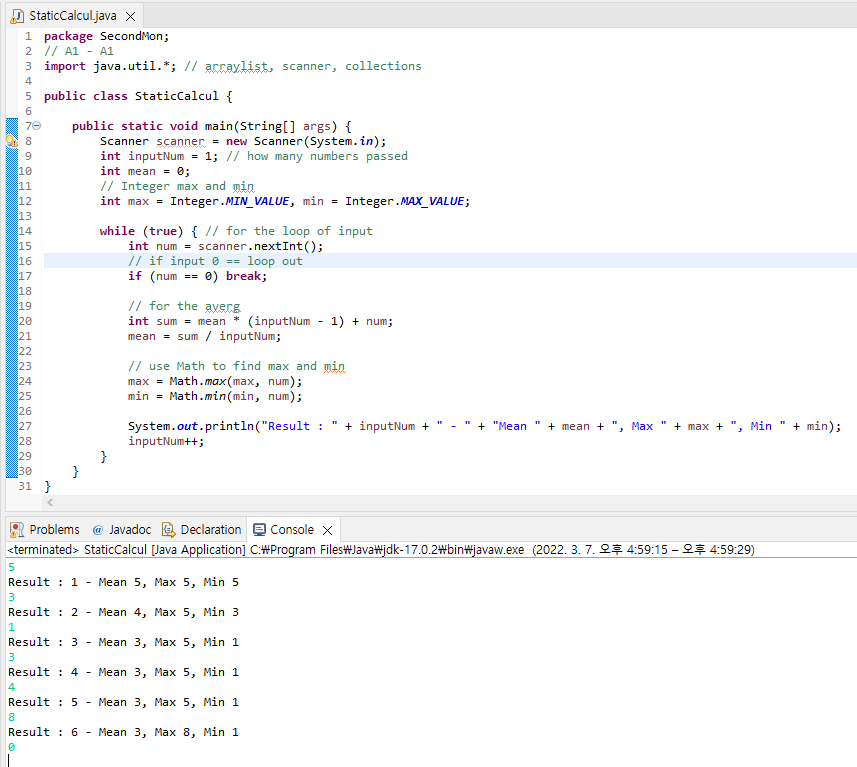 StaticCalcul.java
1 package SecondMon;
2 // A1 - A1
3 import java.util.*; // arraylist, scanner, collections
4
5 public class StaticCalcul {
6
7 public static void main(String[] args) {
8 Scanner scanner = new Scanner(System.in);
9 int inputNum = 1; // how many numbers passed
10 int mean = 0;
11 // Integer max and min
12 int max = Integer.MIN_VALUE, min = Integer.MAX_VALUE;
13
14 while (true) { // for the loop of input
15 int num = scanner.nextInt();
16 // if input 0 == loop out
17 if (num == 0) break;
18
19 // for the averg
20 int sum = mean * (inputNum - 1) + num;
21 mean = sum / inputNum;
22
23 // use Math to find max and min
24 max = Math.max(max, num);
25 min = Math.min(min, num);
26
27 System.out.println("Result : " + inputNum + " - " + "Mean " + mean + ", Max " + max + ", Min " + min);
28 inputNum++;
29 }
30 }
31 }
Problems @ Javadoc Declaration Console
<terminated> StaticCalcul [Java Application] C:₩Program Files₩Java₩jdk-17.0.2₩bin₩javaw.exe (2022. 3. 7. 오후 4:59:15 – 오후 4:59:29)
5
Result : 1 - Mean 5, Max 5, Min 5
3
Result : 2 - Mean 4, Max 5, Min 3
1
Result : 3 - Mean 3, Max 5, Min 1
3
Result : 4 - Mean 3, Max 5, Min 1
4
Result : 5 - Mean 3, Max 5, Min 1
8
Result : 6 - Mean 3, Max 8, Min 1
0